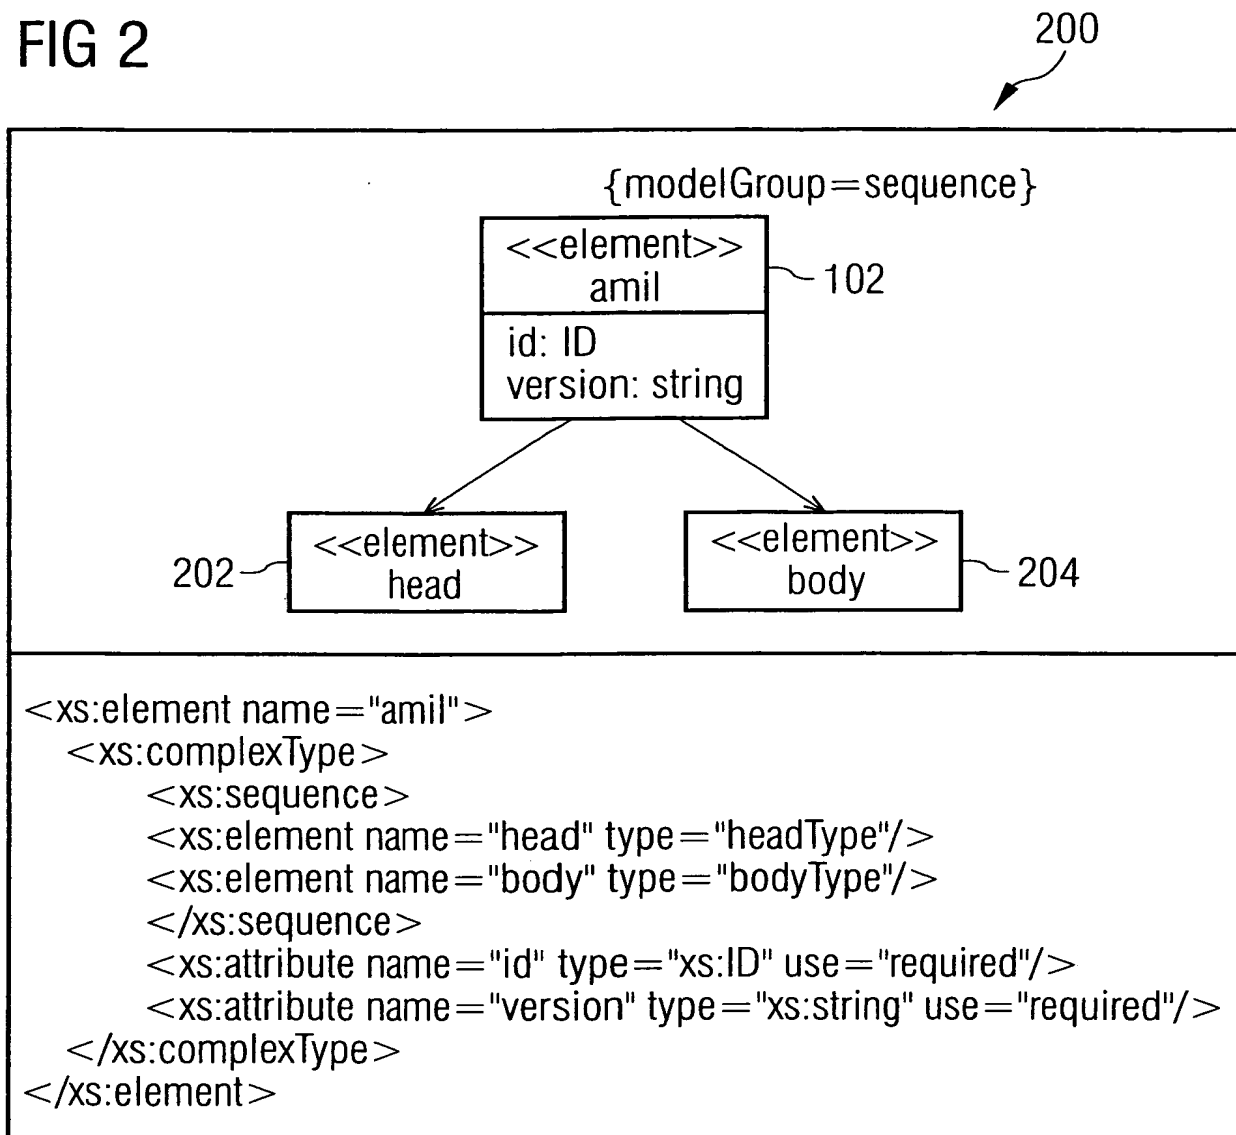 FIG 2
200
{modelGroup=sequence}
<<element>>
amil
102
id: ID
version: string
<<element>>
head
202
<<element>>
body
204
<xs:element name="amil">
<xs:complexType>
<xs:sequence>
<xs:element name="head" type="headType"/>
<xs:element name="body" type="bodyType"/>
</xs:sequence>
<xs:attribute name="id" type="xs:ID" use="required"/>
<xs:attribute name="version" type="xs:string" use="required"/>
</xs:complexType>
</xs:element>